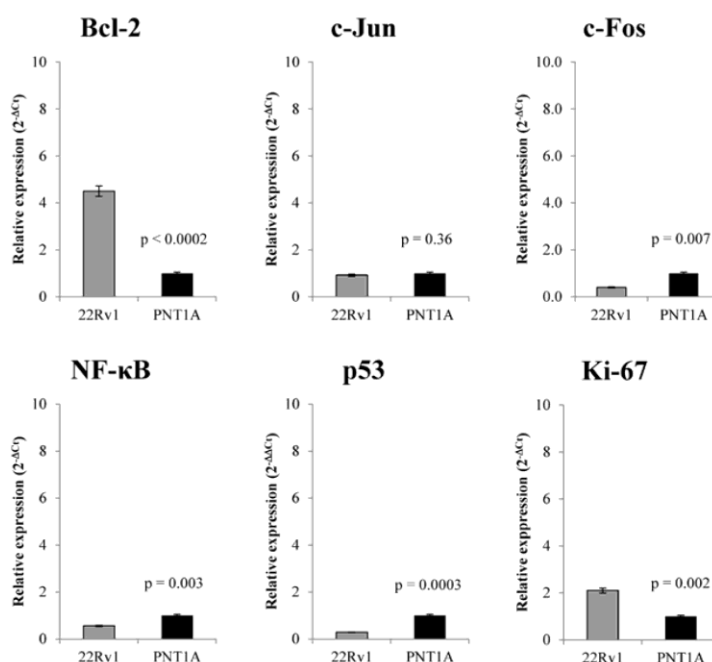 Bcl-2
Relative expression (2-ΔCt)
10
8
6
4
2
0
p < 0.0002
22Rv1 PNT1A
c-Jun
Relative expressiion (2-ΔCt)
10
8
6
4
2
0
p = 0.36
22Rv1 PNT1A
c-Fos
Relative expression (2-ΔCt)
10.0
8.0
6.0
4.0
2.0
0.0
p = 0.007
22Rv1 PNT1A
NF-κB
Relative expression (2-ΔCt)
10
8
6
4
2
0
p = 0.003
22Rv1 PNT1A
p53
Relative expression (2-ΔΔCt)
10
8
6
4
2
0
p = 0.0003
22Rv1 PNT1A
Ki-67
Relative exppression (2-ΔCt)
10
8
6
4
2
0
p = 0.002
22Rv1 PNT1A